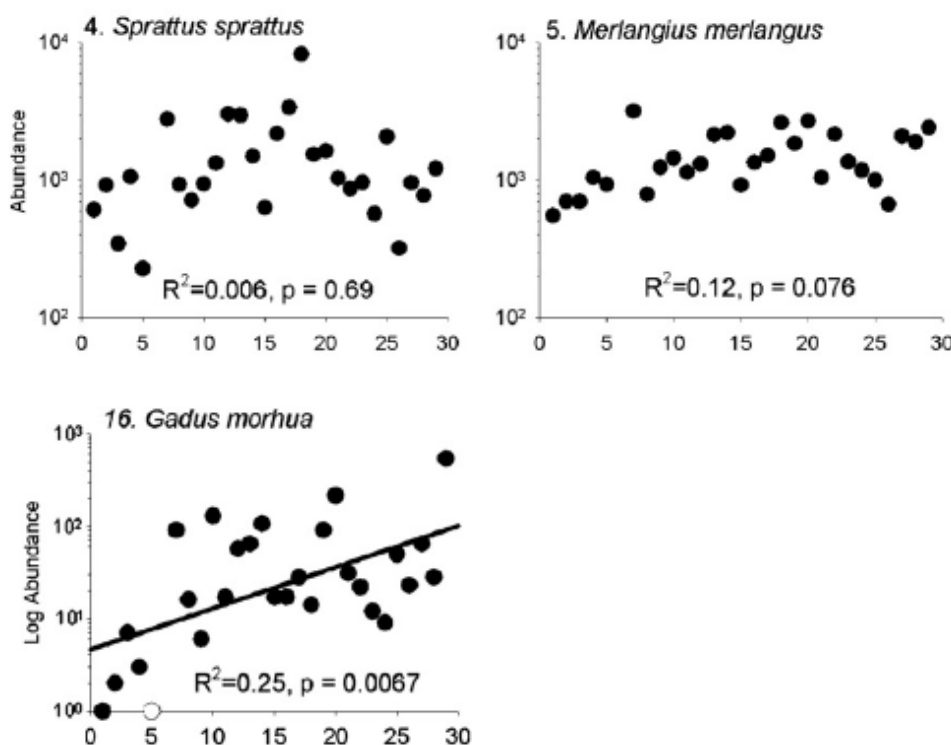 4. Sprattus sprattus
10⁴
10³
10²
Abundance
R²=0.006, p = 0.69
0 5 10 15 20 25 30
5. Merlangius merlangus
10⁴
10³
10²
R²=0.12, p = 0.076
0 5 10 15 20 25 30
16. Gadus morhua
10³
10²
10¹
10⁰
Log Abundance
R²=0.25, p = 0.0067
0 5 10 15 20 25 30